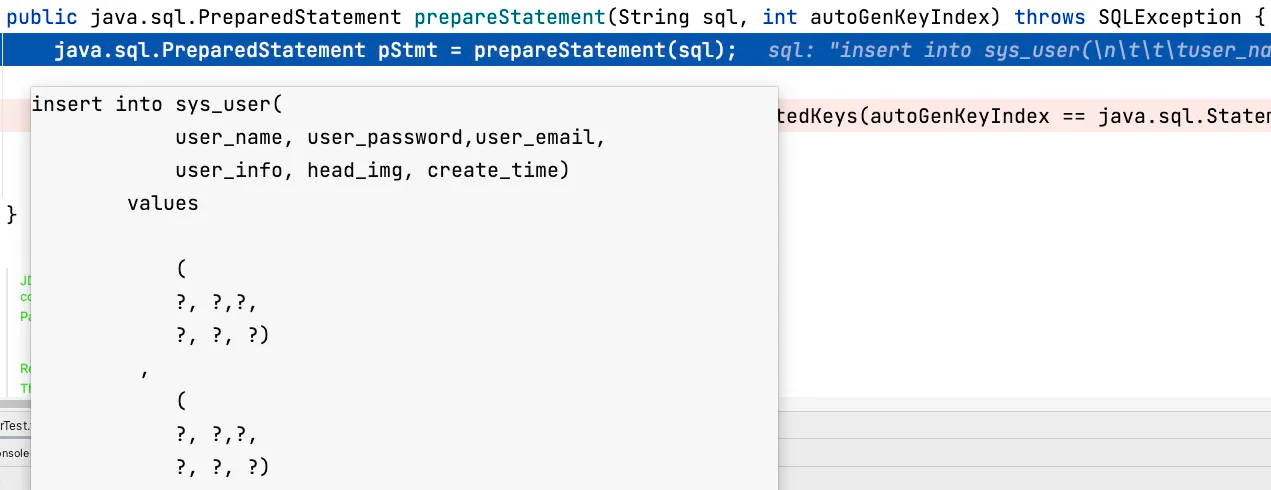 public java.sql.PreparedStatement prepareStatement(String sql, int autoGenKeyIndex) throws SQLException {
java.sql.PreparedStatement pStmt = prepareStatement(sql); sql: "insert into sys_user(\n\t\t\tuser_na
insert into sys_user(
tedKeys(autoGenKeyIndex == java.sql.Statem
user_name, user_password,user_email,
user_info, head_img, create_time)
values
}
(
?, ?,?,
?, ?, ?)
,
(
?, ?,?,
?, ?, ?)
JD
co
Pa
Re
Th
rTest.
onsole